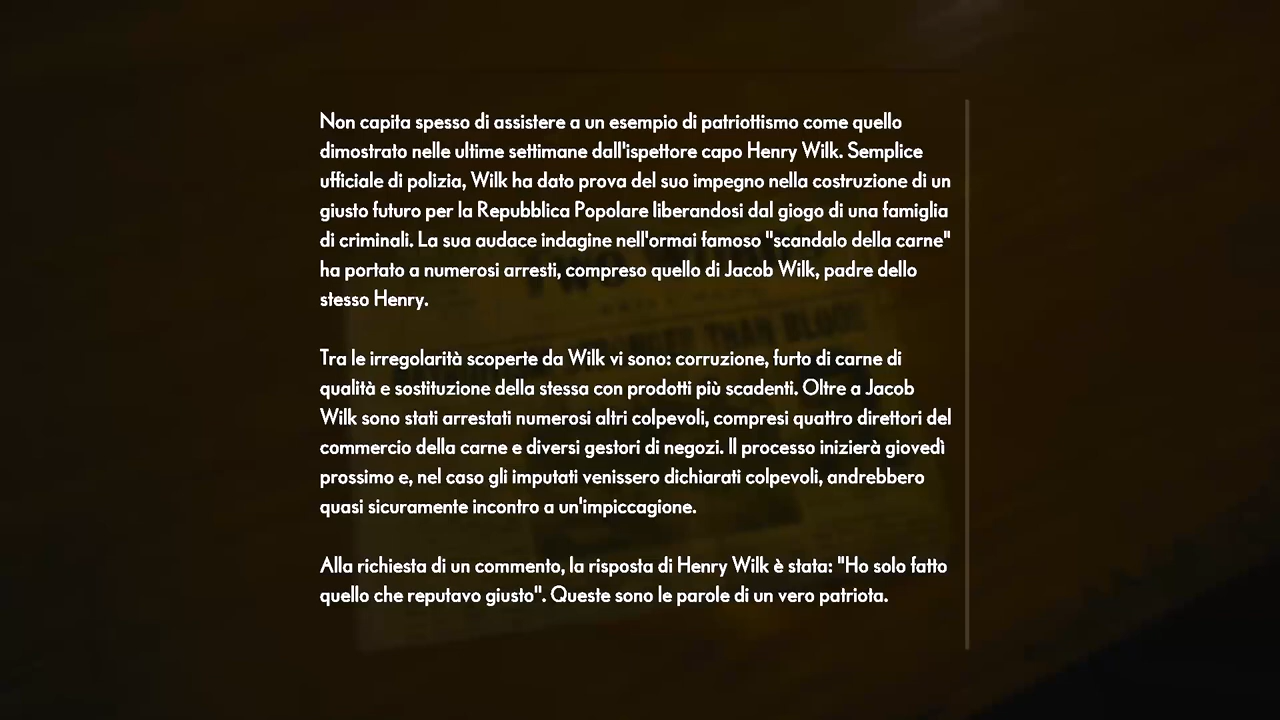 Non capita spesso di assistere a un esempio di patriottismo come quello
dimostrato nelle ultime settimane dall'ispettore capo Henry Wilk. Semplice
ufficiale di polizia, Wilk ha dato prova del suo impegno nella costruzione di un
giusto futuro per la Repubblica Popolare liberandosi dal giogo di una famiglia
di criminali. La sua audace indagine nell'ormai famoso "scandalo della carne"
ha portato a numerosi arresti, compreso quello di Jacob Wilk, padre dello
stesso Henry.
Tra le irregolarità scoperte da Wilk vi sono: corruzione, furto di carne di
qualità e sostituzione della stessa con prodotti più scadenti. Oltre a Jacob
Wilk sono stati arrestati numerosi altri colpevoli, compresi quattro direttori del
commercio della carne e diversi gestori di negozi. Il processo inizierà giovedì
prossimo e, nel caso gli imputati venissero dichiarati colpevoli, andrebbero
quasi sicuramente incontro a un'impiccagione.
Alla richiesta di un commento, la risposta di Henry Wilk è stata: "Ho solo fatto
quello che reputavo giusto". Queste sono le parole di un vero patriota.
THAN BLOOD